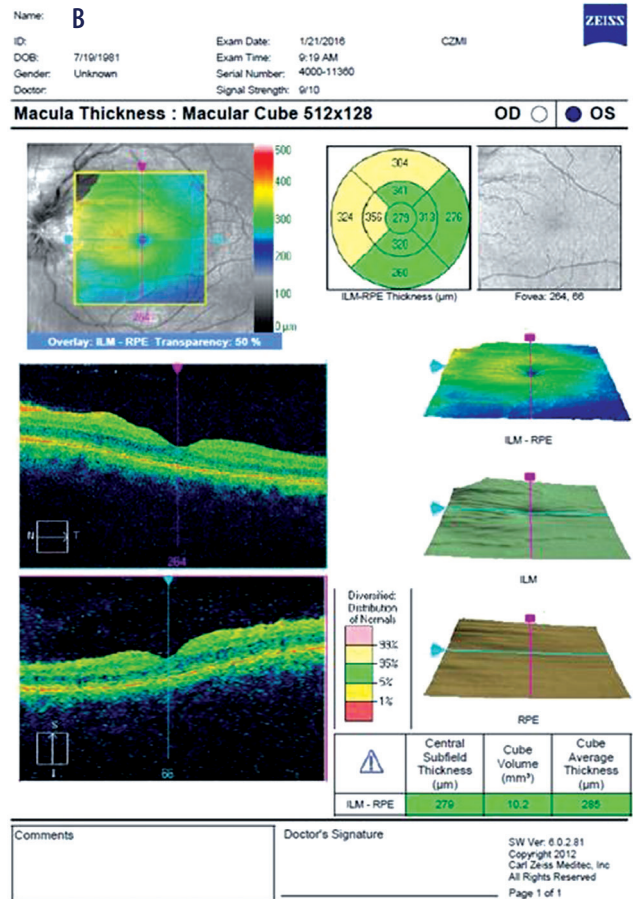 Name: B
ZEISS
ID: Exam Date: 1/21/2016 CZMI
DOB: 7/19/1981 Exam Time: 9:19 AM
Gender: Unknown Serial Number: 4000-11360
Doctor: Signal Strength: 9/10
Macula Thickness : Macular Cube 512x128 OD OS
500
400
300
200
100
0 µm
264
Overlay: ILM - RPE Transparency: 50 %
304
341
324 356 279 313 276
320
260
ILM-RPE Thickness (µm)
Fovea: 264, 66
ILM - RPE
N T
264
ILM
Diversified:
Distribution
of Normals
99%
95%
5%
1%
RPE
S
I
66
Central Subfield Thickness (µm) Cube Volume (mm³) Cube Average Thickness (µm)
ILM - RPE 279 10.2 285
Comments
Doctor's Signature
SW Ver: 6.0.2.81
Copyright 2012
Carl Zeiss Meditec, Inc
All Rights Reserved
Page 1 of 1